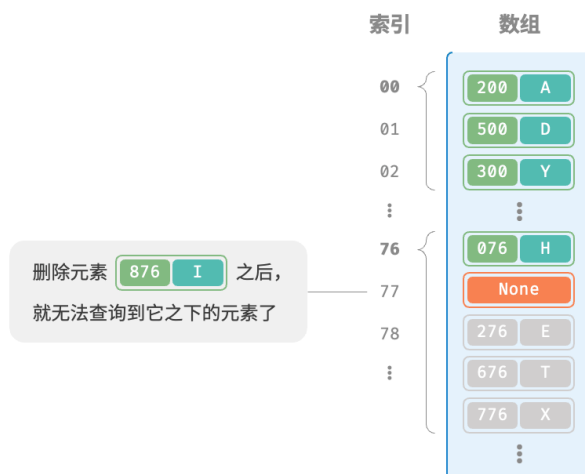 索引 数组
00 200 A
01 500 D
02 300 Y
76 076 H
删除元素 876 I 之后，
77 None
就无法查询到它之下的元素了
78 276 E
676 T
776 X